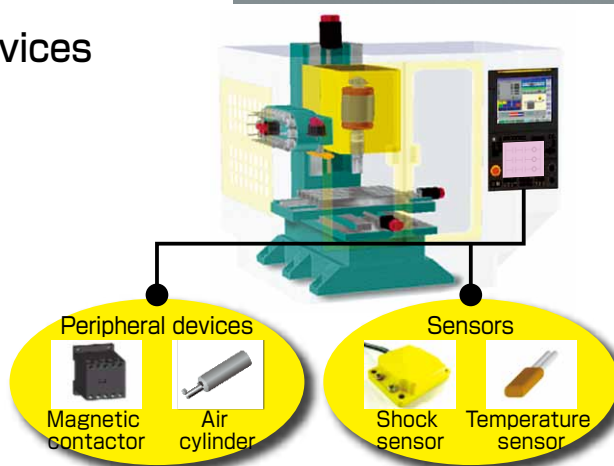 vices
Peripheral devices
Sensors
Magnetic
contactor
Air
cylinder
Shock
sensor
Temperature
sensor